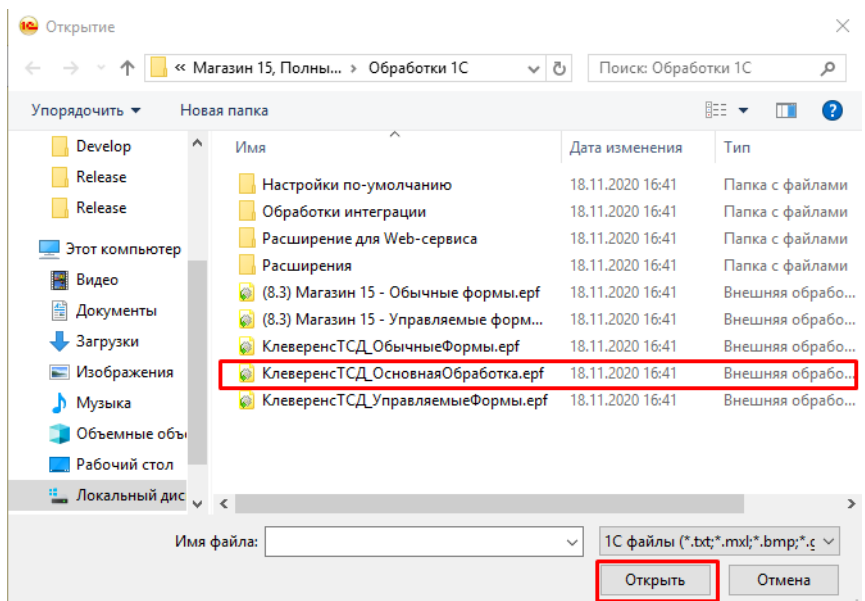 1С Открытие
« Магазин 15, Полны... › Обработки 1С Поиск: Обработки 1С
Упорядочить Новая папка ?
Имя Дата изменения Тип
Develop
Release
Release
Этот компьютер
Видео
Документы
Загрузки
Изображения
Музыка
Объемные объ
Рабочий стол
Локальный дис
Настройки по-умолчанию 18.11.2020 16:41 Папка с файлами
Обработки интеграции 18.11.2020 16:41 Папка с файлами
Расширение для Web-сервиса 18.11.2020 16:41 Папка с файлами
Расширения 18.11.2020 16:41 Папка с файлами
(8.3) Магазин 15 - Обычные формы.epf 18.11.2020 16:41 Внешняя обрабо...
(8.3) Магазин 15 - Управляемые форм... 18.11.2020 16:41 Внешняя обрабо...
КлеверенсТСД_ОбычныеФормы.epf 18.11.2020 16:41 Внешняя обрабо...
КлеверенсТСД_ОсновнаяОбработка.epf 18.11.2020 16:41 Внешняя обрабо...
КлеверенсТСД_УправляемыеФормы.epf 18.11.2020 16:41 Внешняя обрабо...
Имя файла: 1С файлы (*.txt;*.mxl;*.bmp;*.g
Открыть Отмена